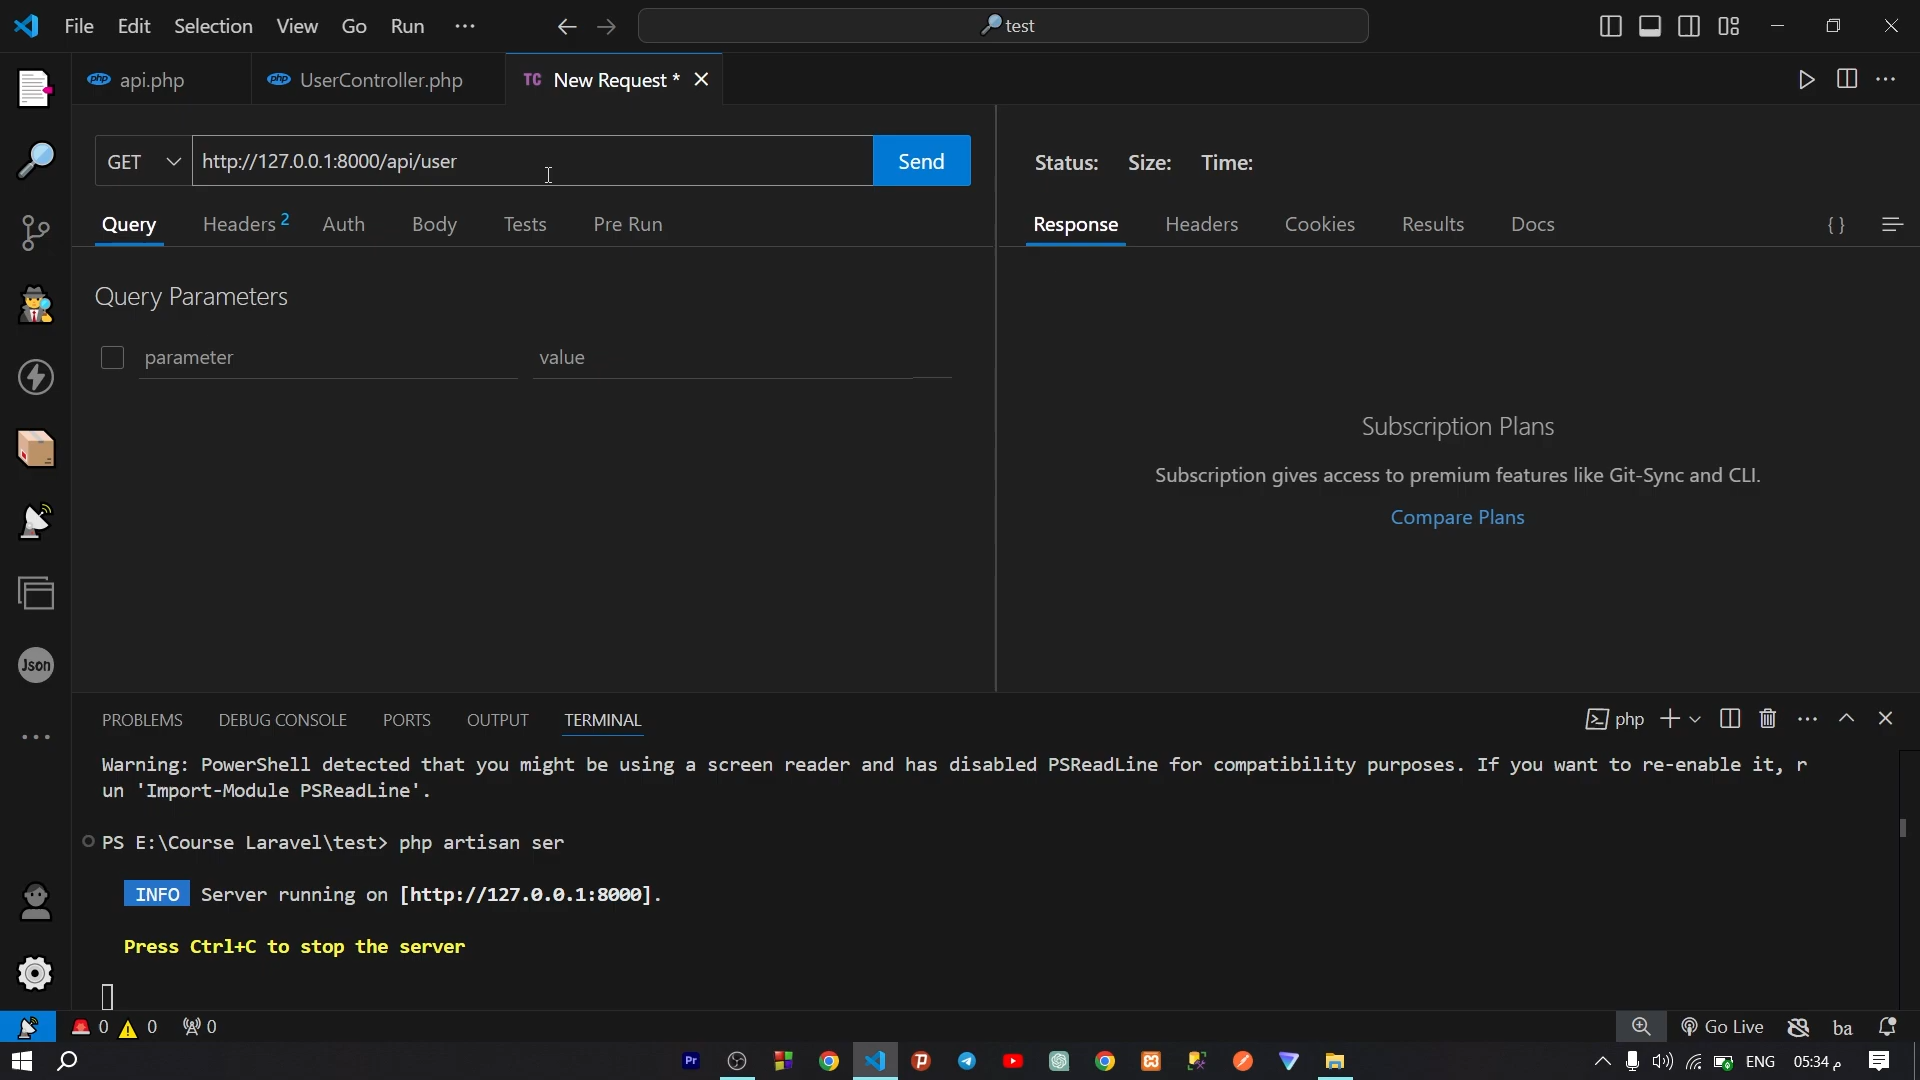 File Edit Selection View Go Run
test
api.php
UserController.php
TC New Request *
GET http://127.0.0.1:8000/api/user Send
Status: Size: Time:
Query Headers 2 Auth Body Tests Pre Run
Response Headers Cookies Results Docs { }
Query Parameters
parameter value
Subscription Plans
Subscription gives access to premium features like Git-Sync and CLI.
Compare Plans
Json
PROBLEMS DEBUG CONSOLE PORTS OUTPUT TERMINAL
php
Warning: PowerShell detected that you might be using a screen reader and has disabled PSReadLine for compatibility purposes. If you want to re-enable it, r
un 'Import-Module PSReadLine'.
PS E:\Course Laravel\test> php artisan ser
INFO Server running on [http://127.0.0.1:8000].
Press Ctrl+C to stop the server
0 0 0
Go Live
ba
Pr
ENG
05:34 م